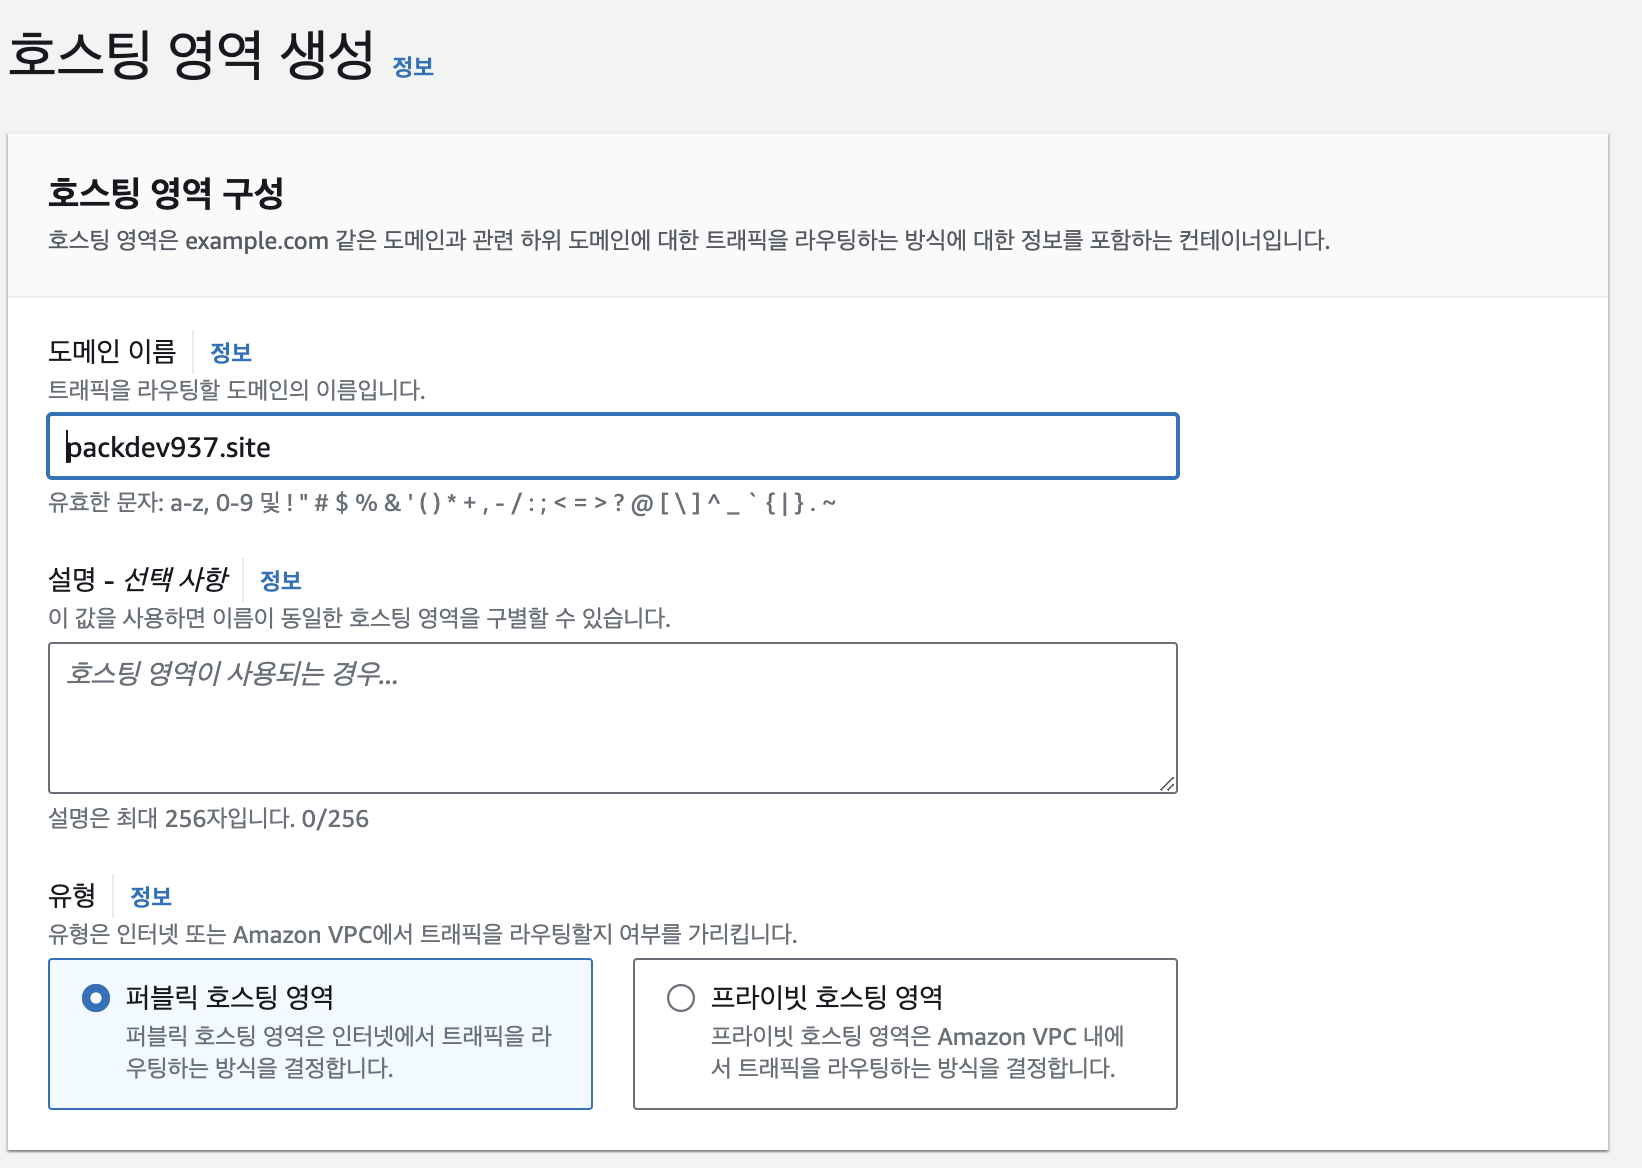 호스팅 영역 생성 정보
호스팅 영역 구성
호스팅 영역은 example.com 같은 도메인과 관련 하위 도메인에 대한 트래픽을 라우팅하는 방식에 대한 정보를 포함하는 컨테이너입니다.
도메인 이름 정보
트래픽을 라우팅할 도메인의 이름입니다.
packdev937.site
유효한 문자: a-z, 0-9 및 ! " # $ % & ' ( ) * + , - / : ; < = > ? @ [ \ ] ^ _ ` { | } . ~
설명 - 선택 사항 정보
이 값을 사용하면 이름이 동일한 호스팅 영역을 구별할 수 있습니다.
호스팅 영역이 사용되는 경우...
설명은 최대 256자입니다. 0/256
유형 정보
유형은 인터넷 또는 Amazon VPC에서 트래픽을 라우팅할지 여부를 가리킵니다.
퍼블릭 호스팅 영역
퍼블릭 호스팅 영역은 인터넷에서 트래픽을 라
우팅하는 방식을 결정합니다.
프라이빗 호스팅 영역
프라이빗 호스팅 영역은 Amazon VPC 내에
서 트래픽을 라우팅하는 방식을 결정합니다.